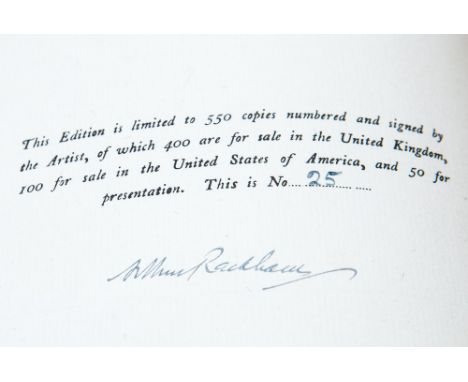 This Edition is limited to 550 copies numbered and signed by
the Artist, of which 400 are for sale in the United Kingdom,
100 for sale in the United States of America, and 50 for
presentation. This is No.... 25 ........
Arthur Rackham